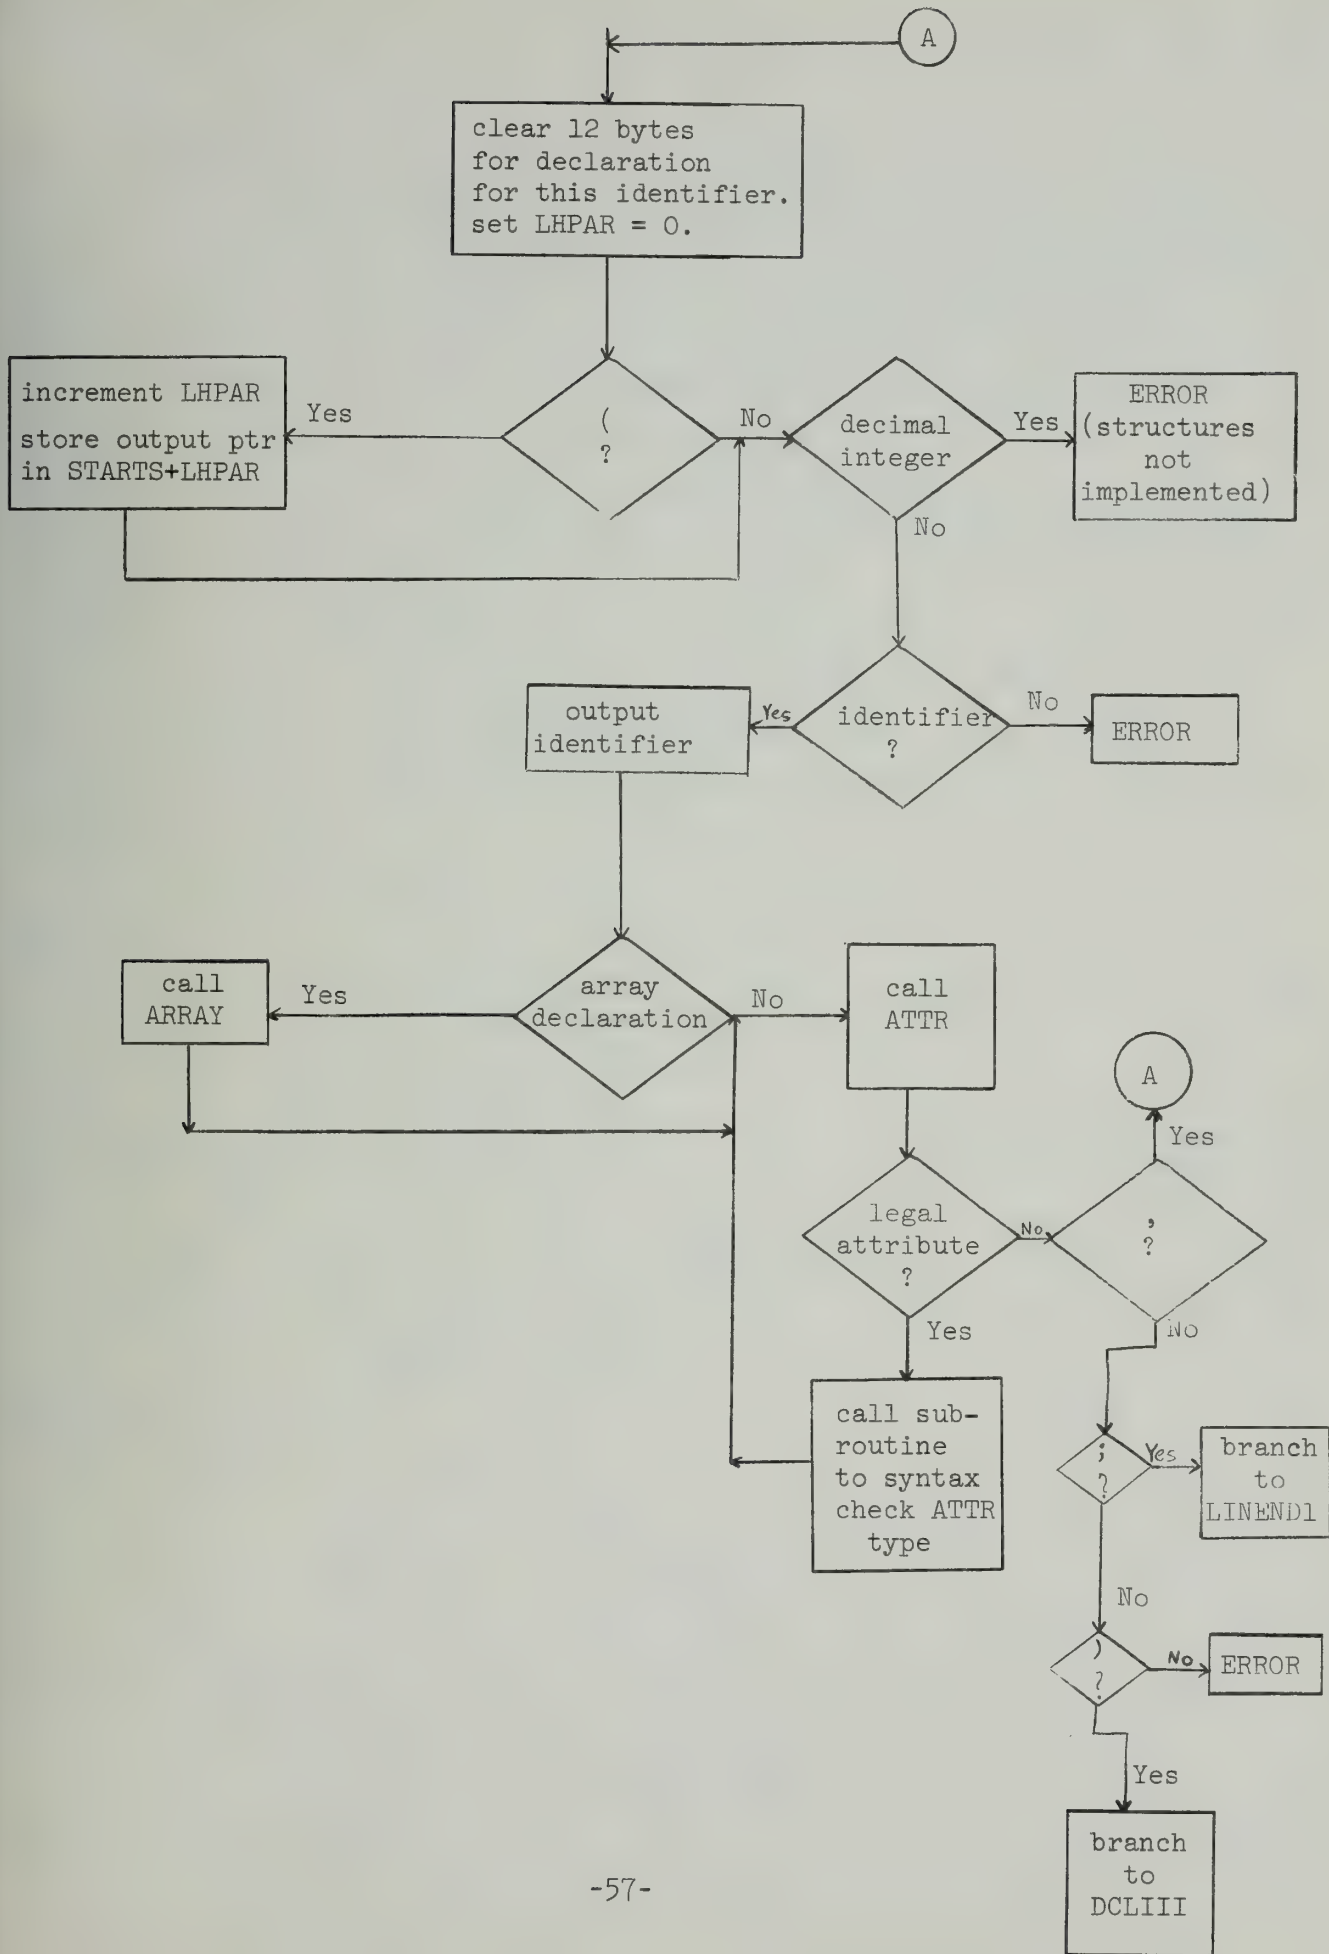 A
clear 12 bytes
for declaration
for this identifier.
set LHPAR = 0.
increment LHPAR
store output ptr
in STARTS+LHPAR
Yes
(
?
No
decimal
integer
Yes
ERROR
(structures
not
implemented)
No
output
identifier
Yes
identifier
?
No
ERROR
call
ARRAY
Yes
array
declaration
No
call
ATTR
A
Yes
legal
attribute
?
No
,
?
Yes
No
call sub-
routine
to syntax
check ATTR
type
;
?
Yes
branch
to
LINEND1
No
)
?
No
ERROR
Yes
branch
to
DCLIII
-57-